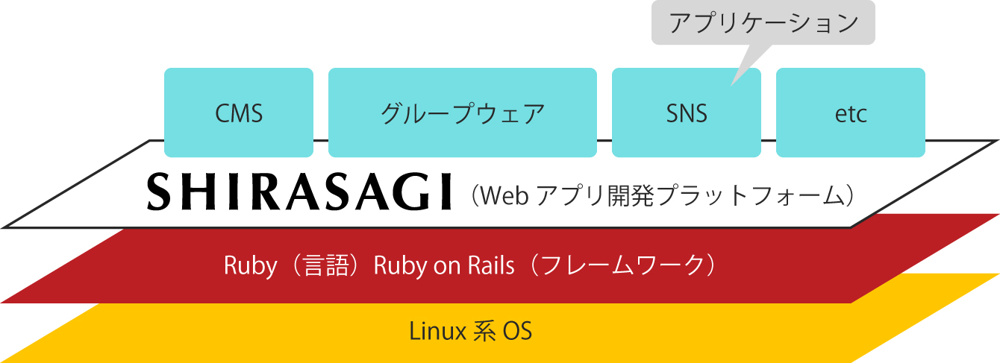 アプリケーション
CMS
グループウェア
SNS
etc
SHIRASAGI（Web アプリ開発プラットフォーム）
Ruby（言語）Ruby on Rails（フレームワーク）
Linux 系 OS